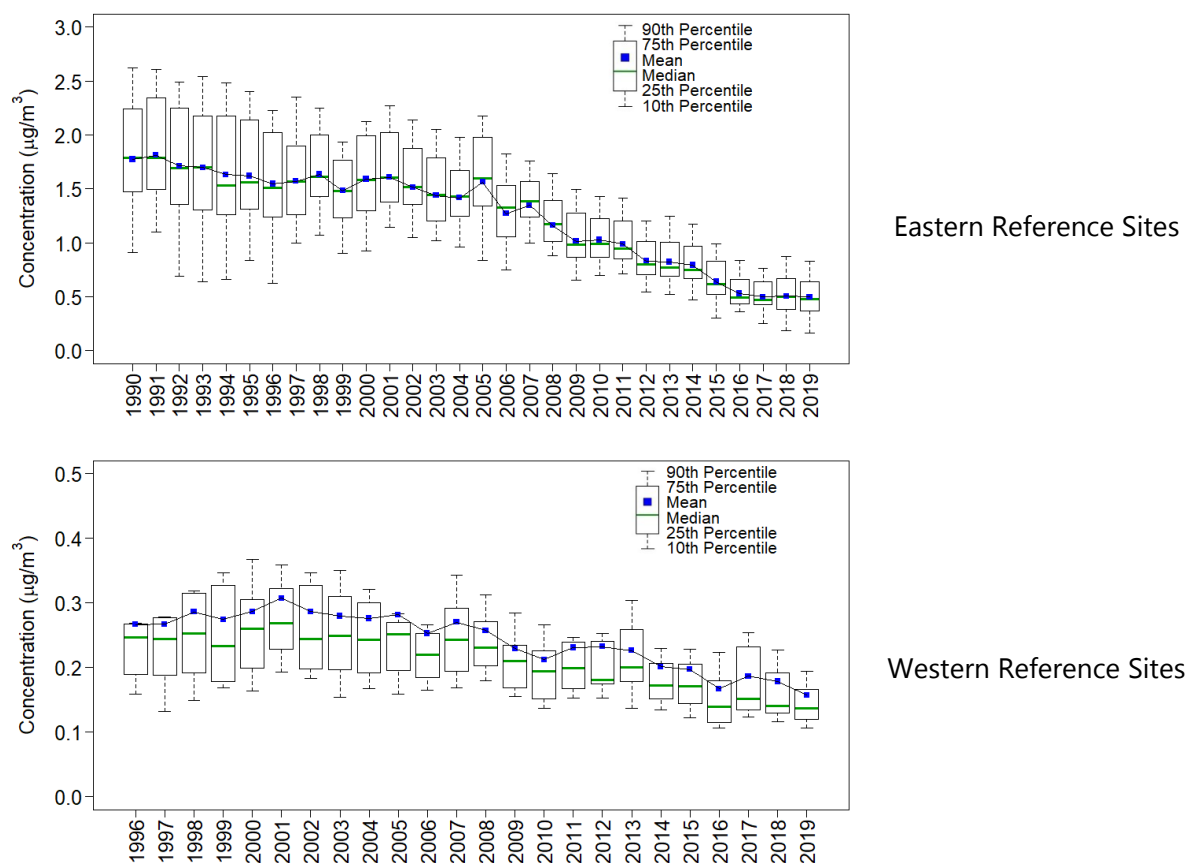 3.0
2.5
2.0
1.5
1.0
0.5
0.0
Concentration (µg/m³)
90th Percentile
75th Percentile
Mean
Median
25th Percentile
10th Percentile
1990 1991 1992 1993 1994 1995 1996 1997 1998 1999 2000 2001 2002 2003 2004 2005 2006 2007 2008 2009 2010 2011 2012 2013 2014 2015 2016 2017 2018 2019
Eastern Reference Sites
0.5
0.4
0.3
0.2
0.1
0.0
Concentration (µg/m³)
90th Percentile
75th Percentile
Mean
Median
25th Percentile
10th Percentile
1996 1997 1998 1999 2000 2001 2002 2003 2004 2005 2006 2007 2008 2009 2010 2011 2012 2013 2014 2015 2016 2017 2018 2019
Western Reference Sites